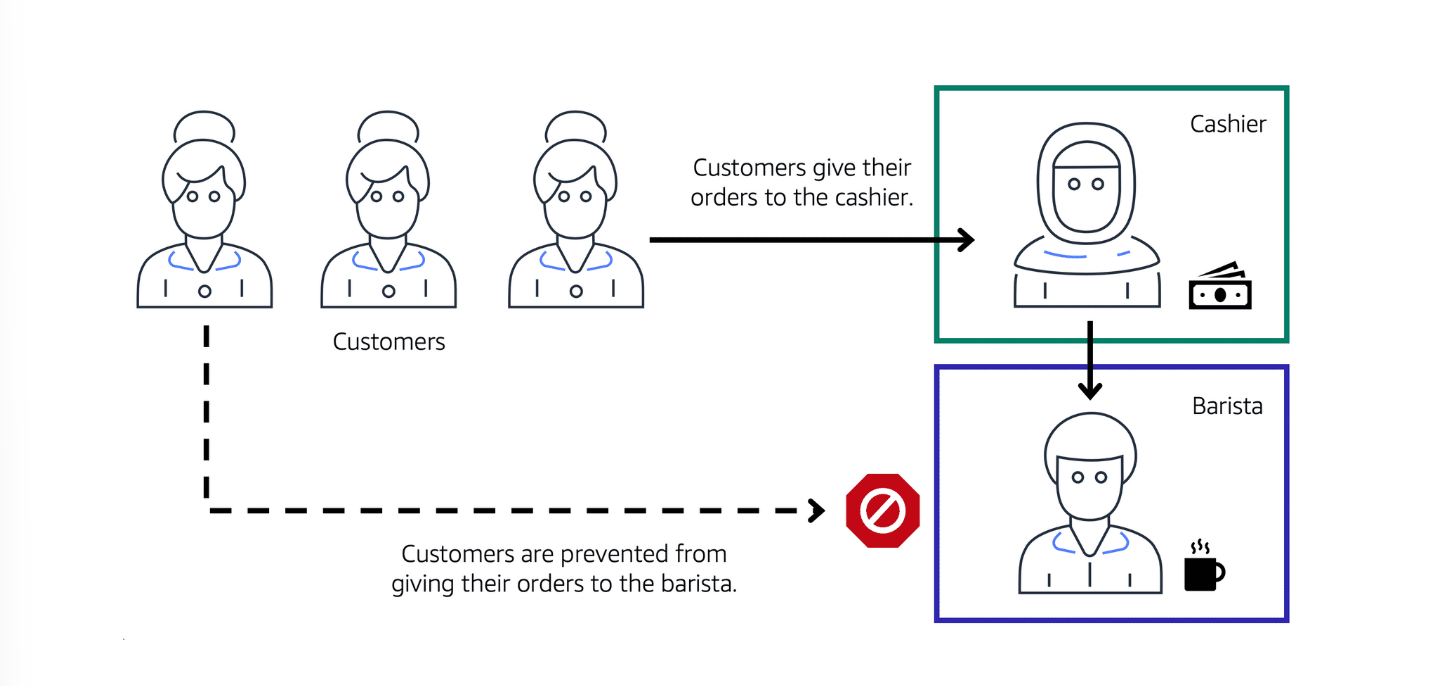 Cashier
Customers give their
orders to the cashier.
Customers
Barista
Customers are prevented from
giving their orders to the barista.